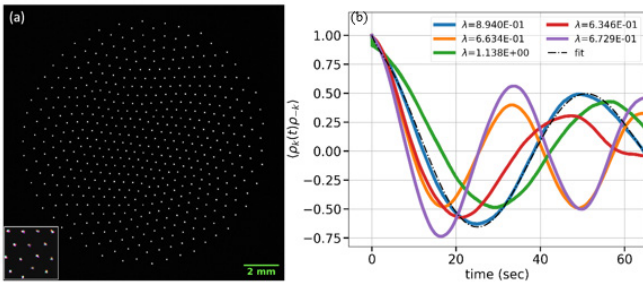 (a)
2 mm
(b)
λ=8.940E-01
λ=6.634E-01
λ=1.138E+00
λ=6.346E-01
λ=6.729E-01
fit
1.00
0.75
0.50
0.25
0.00
-0.25
-0.50
-0.75
⟨ρk(t)ρ−k⟩
0
20
40
60
time (sec)